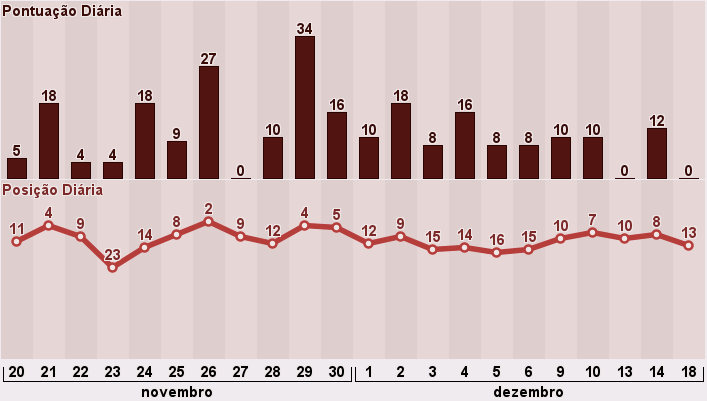 Pontuação Diária
5 18 4 4 18 9 27 0 10 34 16 10 18 8 16 8 8 10 10 0 12 0
Posição Diária
11 4 9 23 14 8 2 9 12 4 5 12 9 15 14 16 15 10 7 10 8 13
20 21 22 23 24 25 26 27 28 29 30 1 2 3 4 5 6 9 10 13 14 18
novembro dezembro